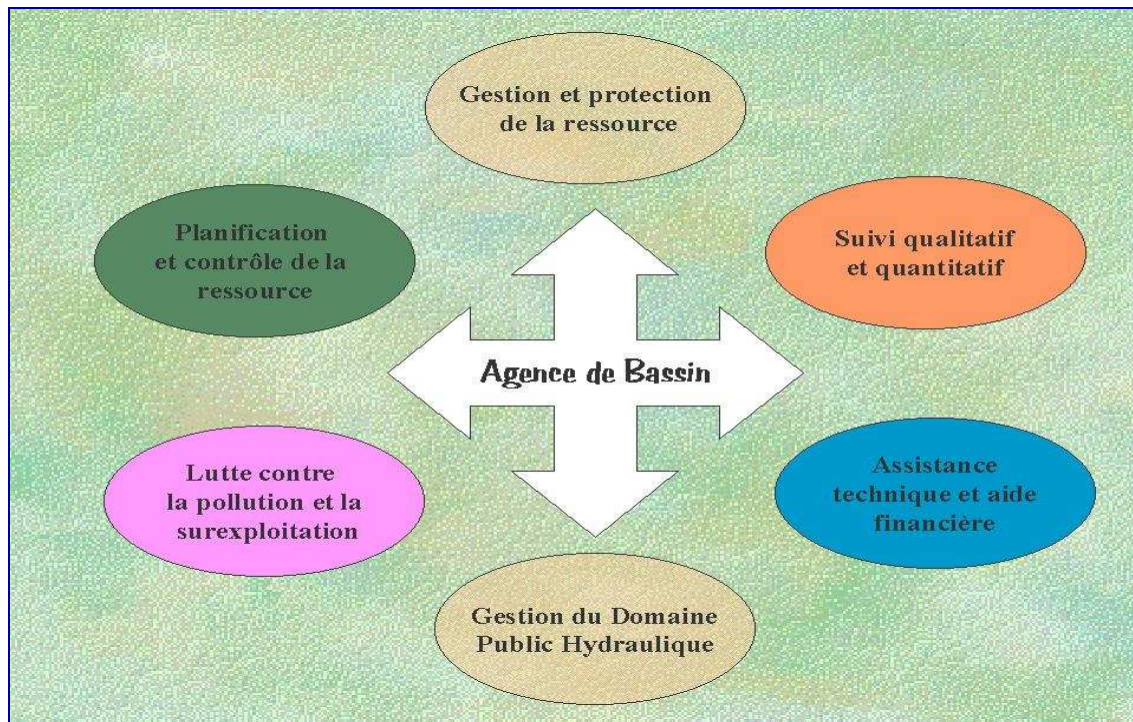 Gestion et protection
de la ressource
Planification
et contrôle de la
ressource
Suivi qualitatif
et quantitatif
Agence de Bassin
Lutte contre
la pollution et la
surexploitation
Assistance
technique et aide
financière
Gestion du Domaine
Public Hydraulique